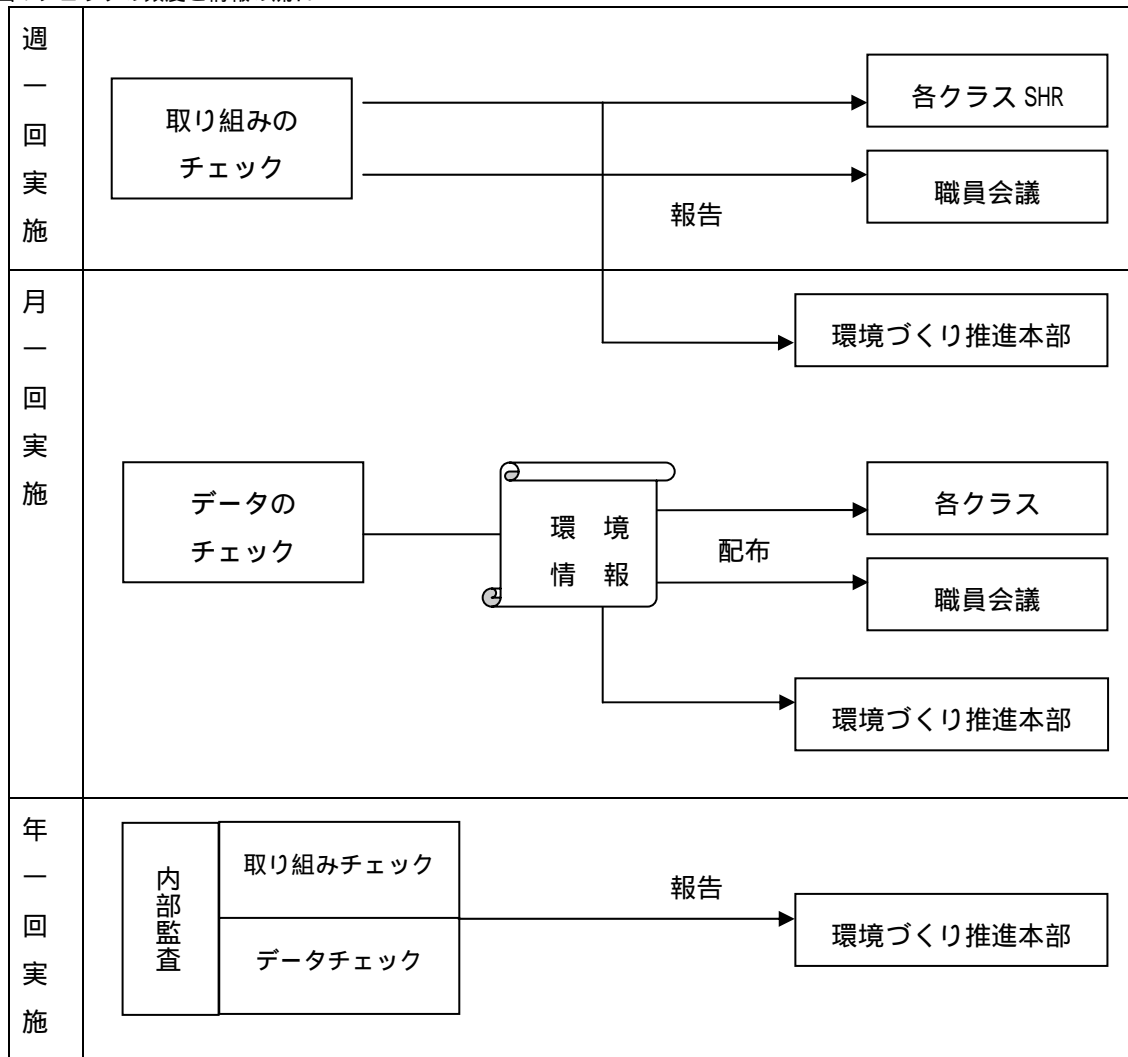 週一回実施
取り組みの
チェック
各クラス SHR
職員会議
報告
月一回実施
環境づくり推進本部
データの
チェック
環 境
情 報
配布
各クラス
職員会議
環境づくり推進本部
年一回実施
内部監査
取り組みチェック
データチェック
報告
環境づくり推進本部